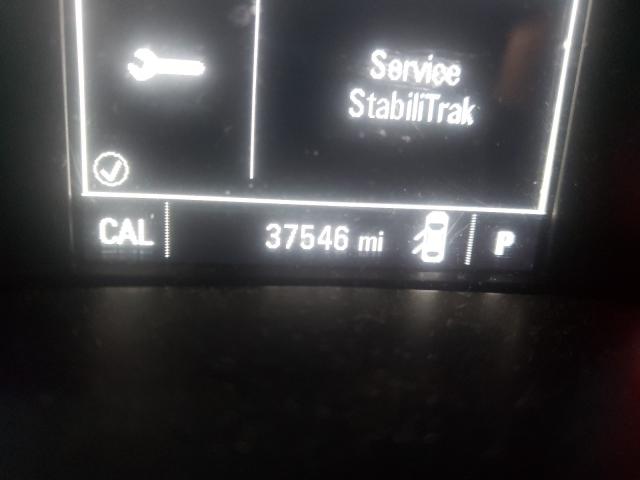 Service
StabiliTrak
CAL 37546 mi P